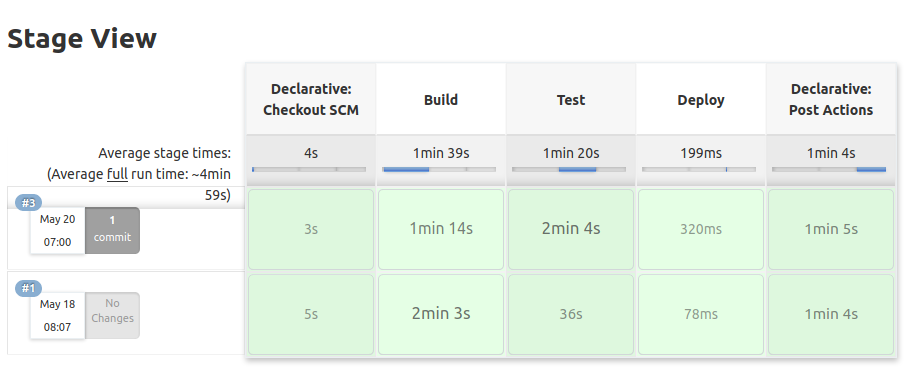 Stage View
Declarative:
Checkout SCM
Build
Test
Deploy
Declarative:
Post Actions
Average stage times:
(Average full run time: ~4min
59s)
4s
1min 39s
1min 20s
199ms
1min 4s
#3
May 20
07:00
1
commit
3s
1min 14s
2min 4s
320ms
1min 5s
#1
May 18
08:07
No
Changes
5s
2min 3s
36s
78ms
1min 4s